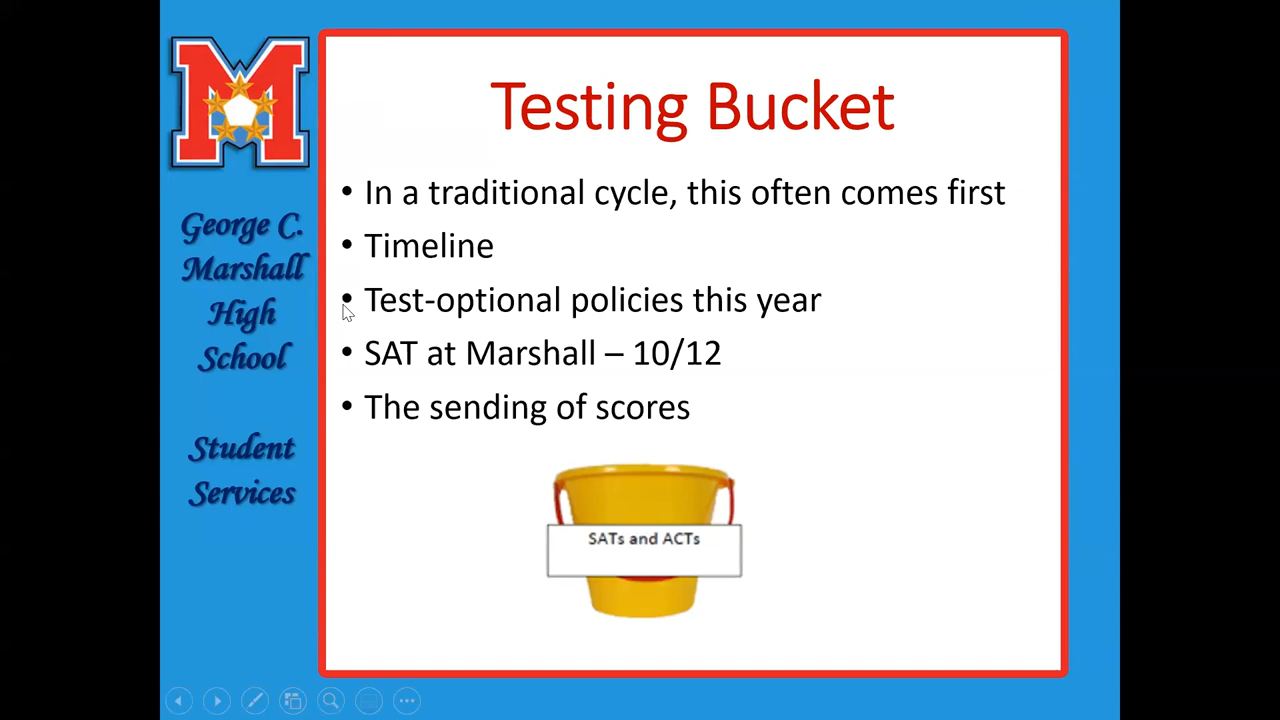 M
George C.
Marshall
High
School
Student
Services
Testing Bucket
• In a traditional cycle, this often comes first
• Timeline
• Test-optional policies this year
• SAT at Marshall – 10/12
• The sending of scores
SATs and ACTs